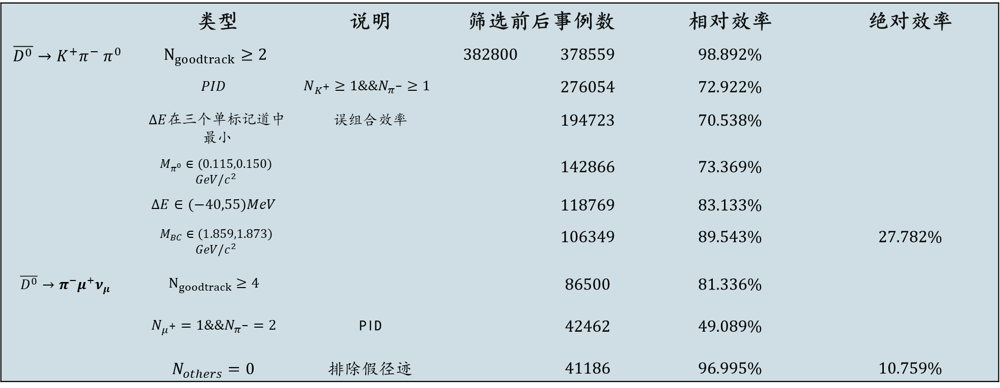 类型 说明 筛选前后事例数 相对效率 绝对效率
$\overline{D^0} \to K^+ \pi^- \pi^0$ $\mathrm{N_{goodtrack}} \geq 2$ 382800 378559 98.892%
PID $N_{K^+} \geq 1 \&\& N_{\pi^-} \geq 1$ 276054 72.922%
ΔE在三个单标记道中 误组合效率 194723 70.538%
最小
$M_{\pi^0} \in (0.115,0.150)$ 142866 73.369%
$GeV/c^2$
$\Delta E \in (-40,55)MeV$ 118769 83.133%
$M_{BC} \in (1.859,1.873)$ 106349 89.543% 27.782%
$GeV/c^2$
$\overline{D^0} \to \pi^- \mu^+ \nu_\mu$ $\mathrm{N_{goodtrack}} \geq 4$ 86500 81.336%
$N_{\mu^+} = 1 \&\& N_{\pi^-} = 2$ PID 42462 49.089%
$N_{others} = 0$ 排除假径迹 41186 96.995% 10.759%